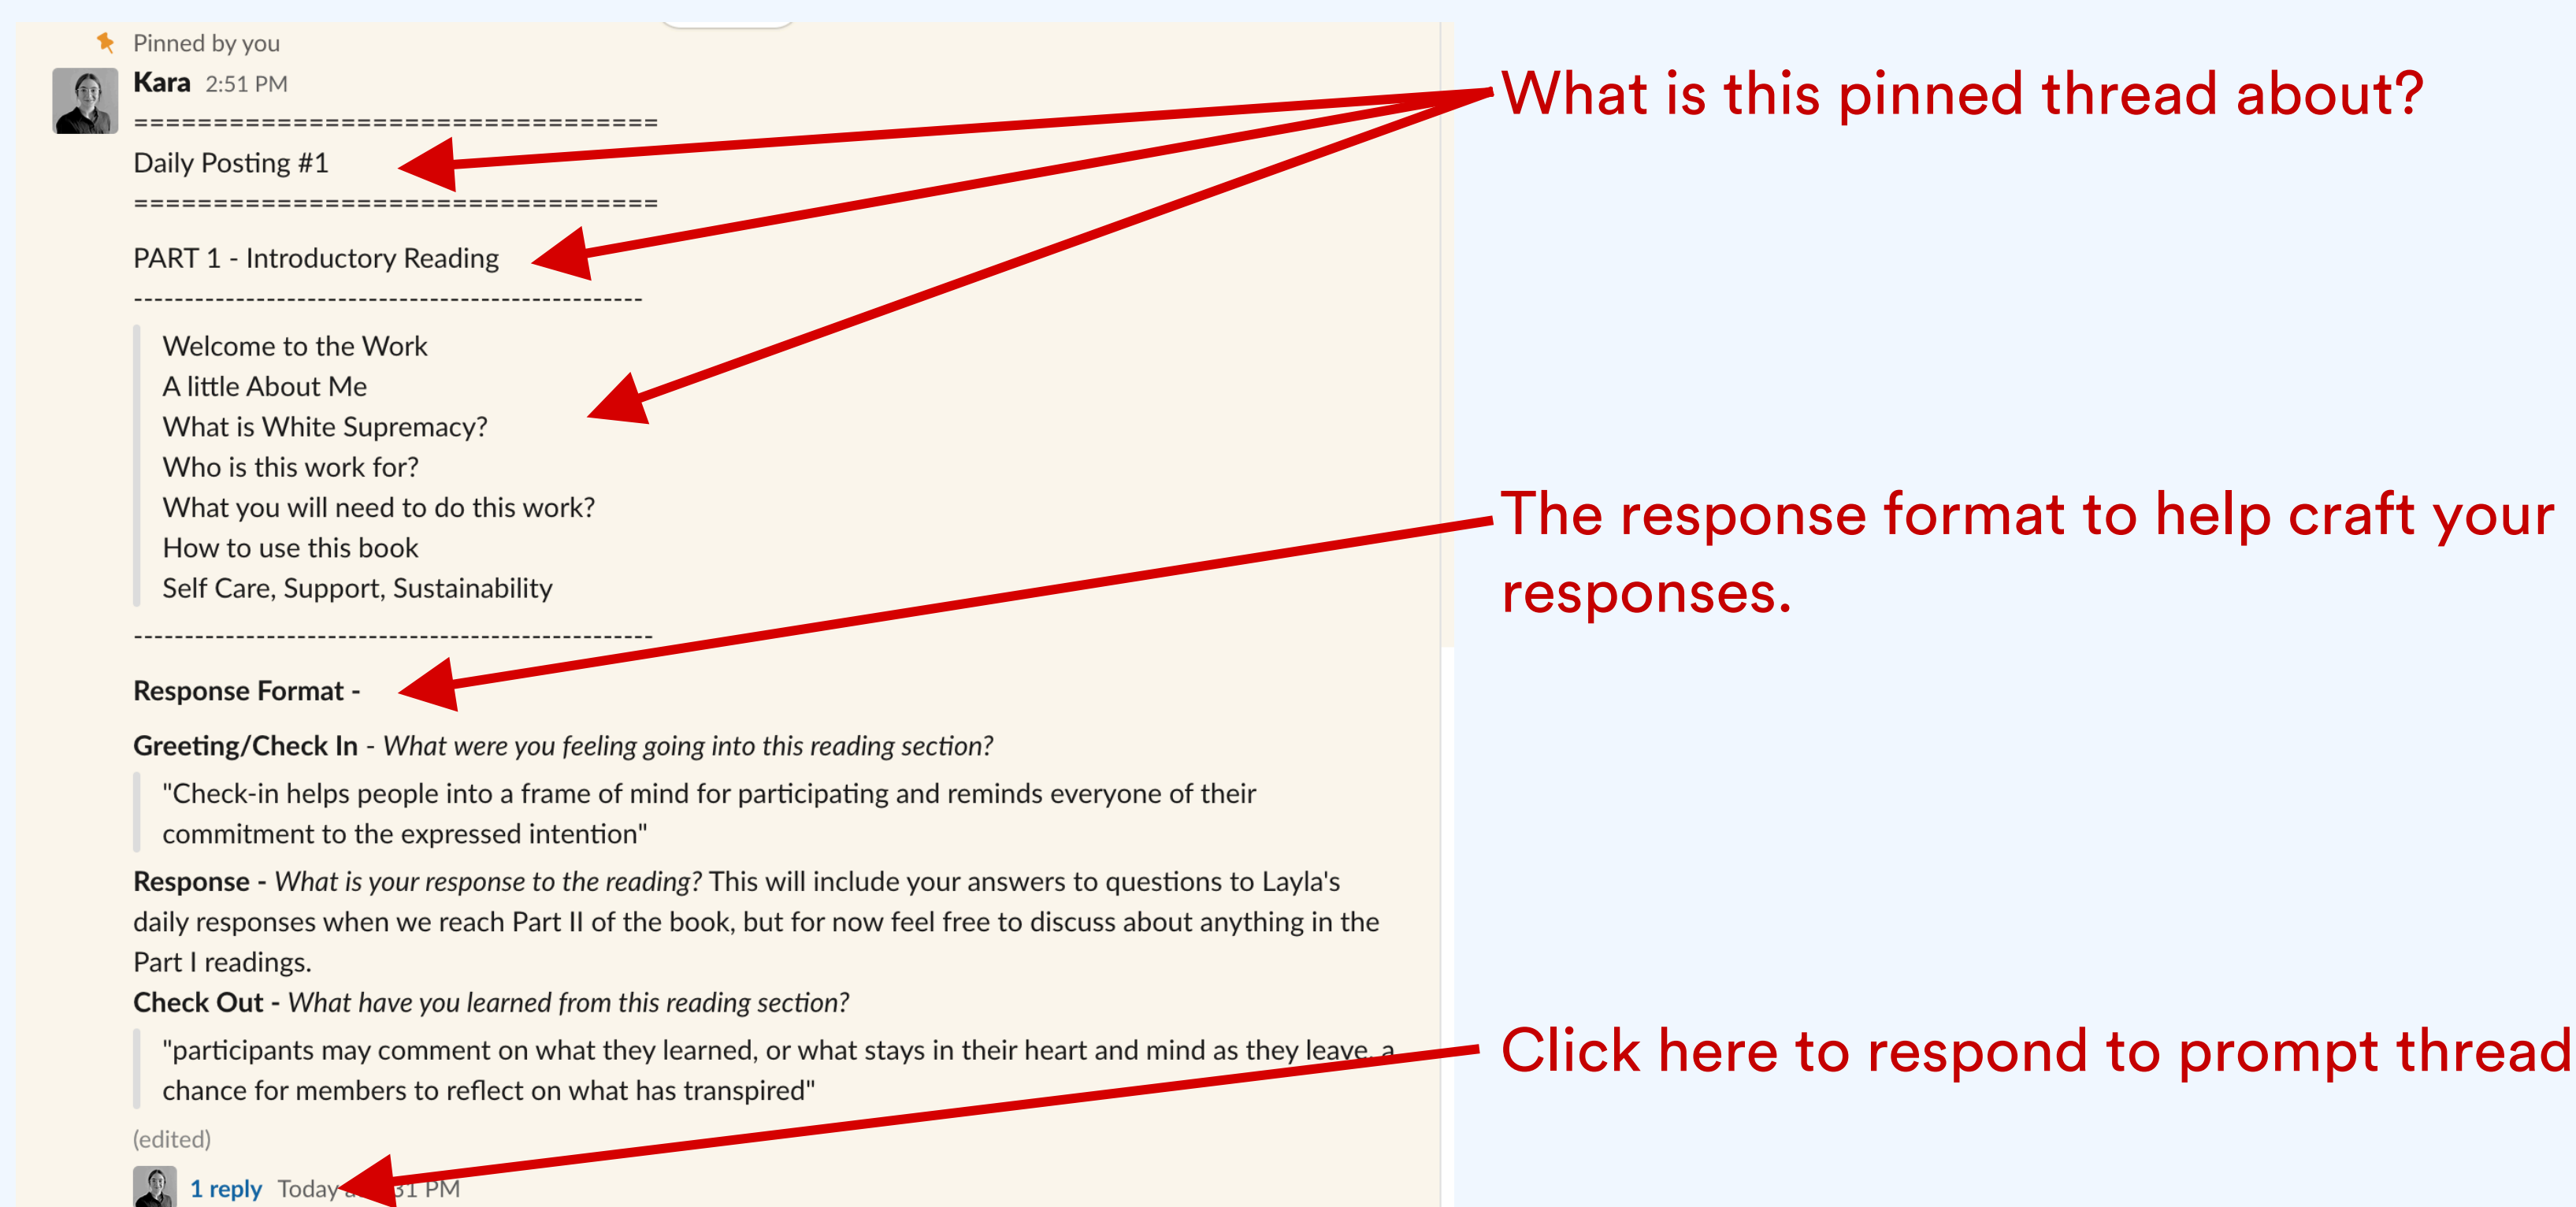 Pinned by you
Kara 2:51 PM
=================================
Daily Posting #1
=================================
PART 1 - Introductory Reading
--------------------------------------------------
Welcome to the Work
A little About Me
What is White Supremacy?
Who is this work for?
What you will need to do this work?
How to use this book
Self Care, Support, Sustainability
---------------------------------------------------
Response Format -
Greeting/Check In - What were you feeling going into this reading section?
"Check-in helps people into a frame of mind for participating and reminds everyone of their
commitment to the expressed intention"
Response - What is your response to the reading? This will include your answers to questions to Layla's
daily responses when we reach Part II of the book, but for now feel free to discuss about anything in the
Part I readings.
Check Out - What have you learned from this reading section?
"participants may comment on what they learned, or what stays in their heart and mind as they leave, a
chance for members to reflect on what has transpired"
(edited)
1 reply Today PM
What is this pinned thread about?
The response format to help craft your
responses.
Click here to respond to prompt thread